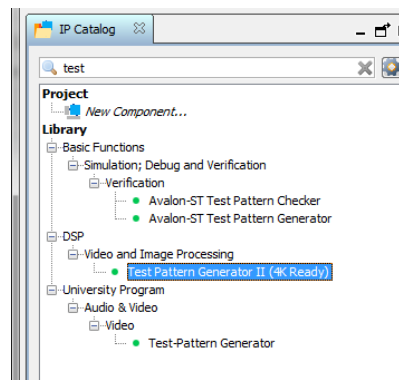 IP Catalog
test
Project
New Component...
Library
Basic Functions
Simulation; Debug and Verification
Verification
Avalon-ST Test Pattern Checker
Avalon-ST Test Pattern Generator
DSP
Video and Image Processing
Test Pattern Generator II (4K Ready)
University Program
Audio & Video
Video
Test-Pattern Generator